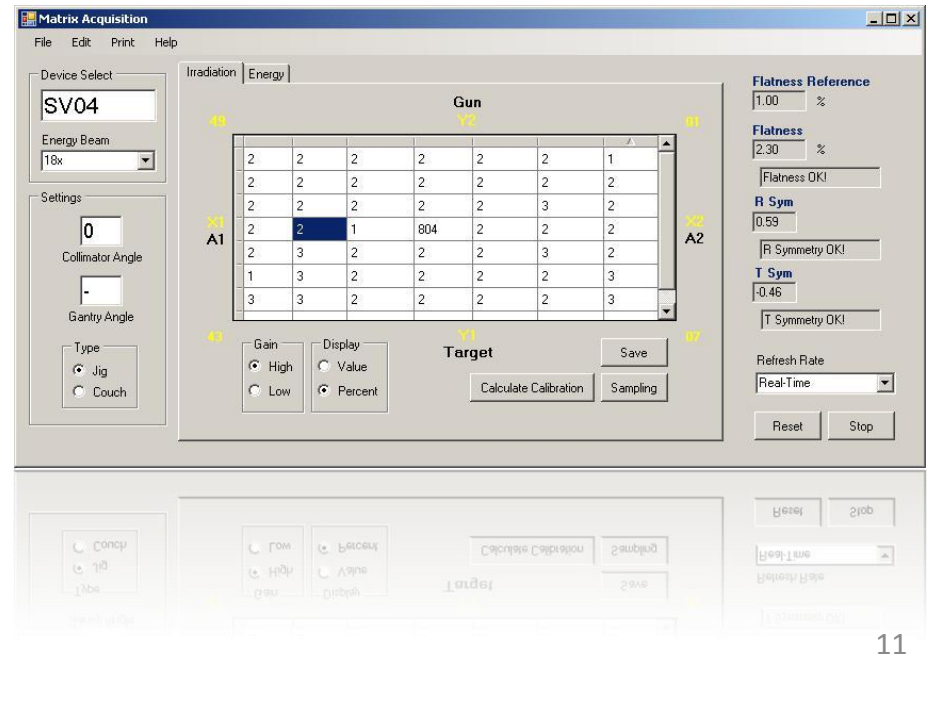 Matrix Acquisition
File Edit Print Help
Device Select
SV04
Energy Beam
18x
Settings
0
Collimator Angle
-
Gantry Angle
Type
Jig
Couch
Irradiation Energy
Gun
49 Y2 01
2 2 2 2 2 2 1
2 2 2 2 2 2 2
2 2 2 2 2 3 2
2 2 1 804 2 2 2
2 3 2 2 2 3 2
1 3 2 2 2 2 3
3 3 2 2 2 2 3
X1
A1
X2
A2
43 Y1 07
Target
Gain
High
Low
Display
Value
Percent
Save
Calculate Calibration Sampling
Flatness Reference
1.00 %
Flatness
2.30 %
Flatness OK!
R Sym
0.59
R Symmetry OK!
T Sym
-0.46
T Symmetry OK!
Refresh Rate
Real-Time
Reset Stop
11